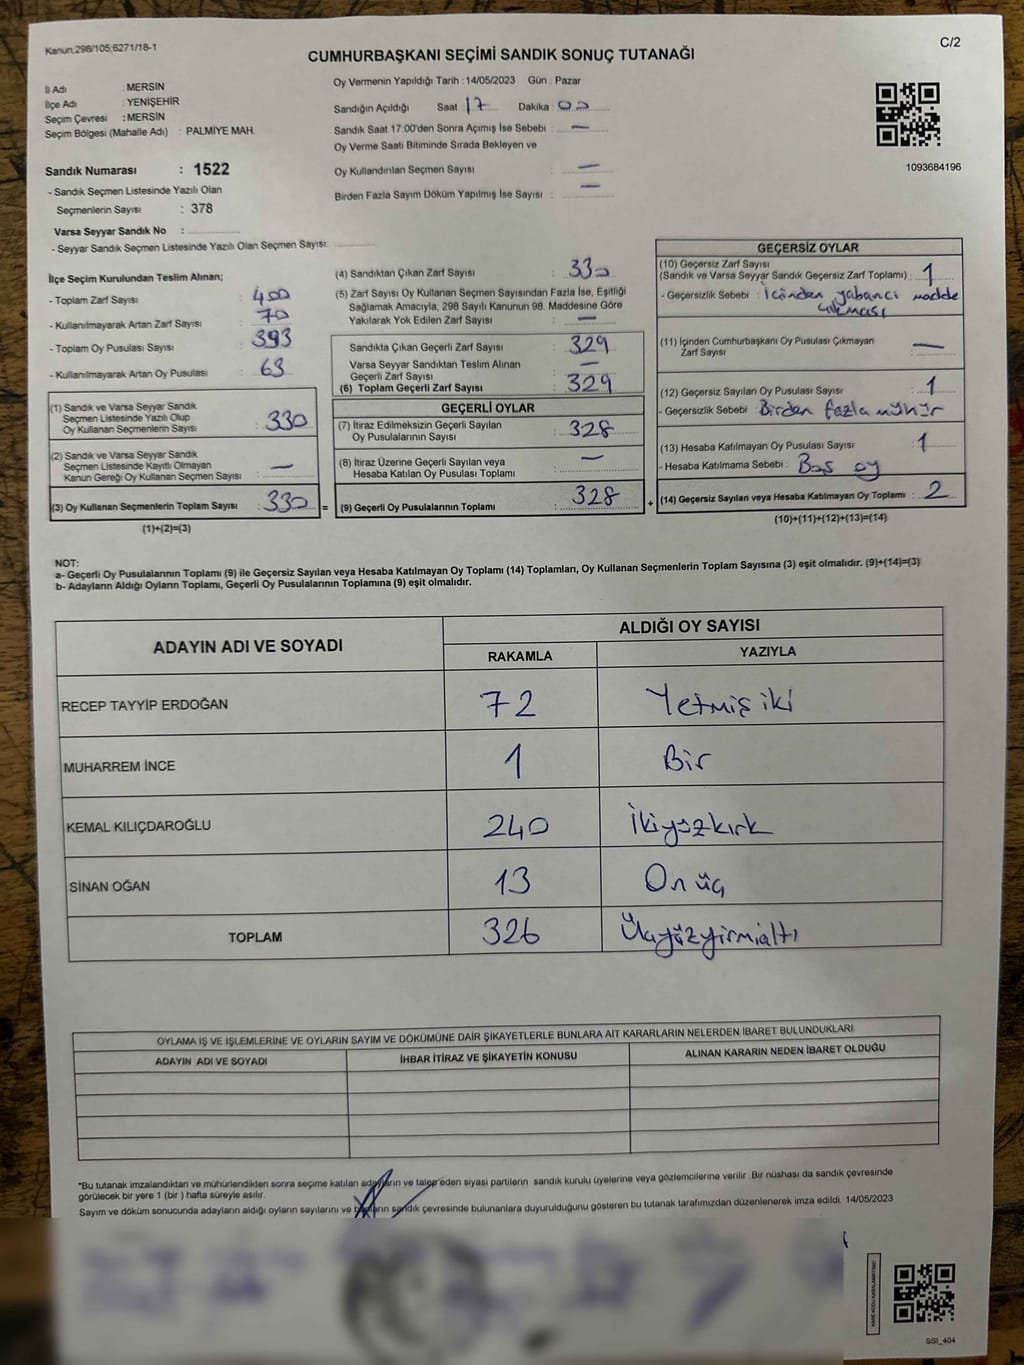 Kanun,298/105;6271/18-1
C/2
CUMHURBAŞKANI SEÇİMİ SANDIK SONUÇ TUTANAĞI
İl Adı : MERSİN
İlçe Adı : YENİŞEHİR
Seçim Çevresi : MERSİN
Seçim Bölgesi (Mahalle Adı) : PALMİYE MAH.
Oy Vermenin Yapıldığı Tarih : 14/05/2023 Gün : Pazar
Sandığın Açıldığı Saat : 17 Dakika : 00
Sandık Saat 17:00'den Sonra Açımış İse Sebebi : —
Oy Verme Saati Bitiminde Sırada Bekleyen ve
Oy Kullandırılan Seçmen Sayısı : —
Birden Fazla Sayım Döküm Yapılmış İse Sayısı : —
1093684196
Sandık Numarası : 1522
- Sandık Seçmen Listesinde Yazılı Olan
Seçmenlerin Sayısı : 378
Varsa Seyyar Sandık No :
- Seyyar Sandık Seçmen Listesinde Yazılı Olan Seçmen Sayısı:
İlçe Seçim Kurulundan Teslim Alınan;
- Toplam Zarf Sayısı : 400
- Kullanılmayarak Artan Zarf Sayısı : 70
- Toplam Oy Pusulası Sayısı : 393
- Kullanılmayarak Artan Oy Pusulası : 63
(1) Sandık ve Varsa Seyyar Sandık
Seçmen Listesinde Yazılı Olup
Oy Kullanan Seçmenlerin Sayısı : 330
(2) Sandık ve Varsa Seyyar Sandık
Seçmen Listesinde Kayıtlı Olmayan
Kanun Gereği Oy Kullanan Seçmen Sayısı : —
(3) Oy Kullanan Seçmenlerin Toplam Sayısı : 330 =
(1)+(2)=(3)
(4) Sandıktan Çıkan Zarf Sayısı : 330
(5) Zarf Sayısı Oy Kullanan Seçmen Sayısından Fazla İse, Eşitliği
Sağlamak Amacıyla, 298 Sayılı Kanunun 98. Maddesine Göre
Yakılarak Yok Edilen Zarf Sayısı : —
Sandıkta Çıkan Geçerli Zarf Sayısı : 329
Varsa Seyyar Sandıktan Teslim Alınan
Geçerli Zarf Sayısı : —
(6) Toplam Geçerli Zarf Sayısı : 329
GEÇERLİ OYLAR
(7) İtiraz Edilmeksizin Geçerli Sayılan
Oy Pusulalarının Sayısı : 328
(8) İtiraz Üzerine Geçerli Sayılan veya
Hesaba Katılan Oy Pusulası Toplamı : —
(9) Geçerli Oy Pusulalarının Toplamı : 328 +
GEÇERSİZ OYLAR
(10) Geçersiz Zarf Sayısı
(Sandık ve Varsa Seyyar Sandık Geçersiz Zarf Toplamı) : 1
- Geçersizlik Sebebi : İçinden yabancı madde
çıkması
(11) İçinden Cumhurbaşkanı Oy Pusulası Çıkmayan
Zarf Sayısı : —
(12) Geçersiz Sayılan Oy Pusulası Sayısı : 1
- Geçersizlik Sebebi : Birden fazla mühür
(13) Hesaba Katılmayan Oy Pusulası Sayısı : 1
- Hesaba Katılmama Sebebi : Boş oy
(14) Geçersiz Sayılan veya Hesaba Katılmayan Oy Toplamı : 2
(10)+(11)+(12)+(13)=(14)
NOT:
a- Geçerli Oy Pusulalarının Toplamı (9) ile Geçersiz Sayılan veya Hesaba Katılmayan Oy Toplamı (14) Toplamları, Oy Kullanan Seçmenlerin Toplam Sayısına (3) eşit olmalıdır. (9)+(14)=(3)
b- Adayların Aldığı Oyların Toplamı, Geçerli Oy Pusulalarının Toplamına (9) eşit olmalıdır.
ADAYIN ADI VE SOYADI
ALDIĞI OY SAYISI
RAKAMLA YAZIYLA
RECEP TAYYİP ERDOĞAN 72 Yetmiş iki
MUHARREM İNCE 1 Bir
KEMAL KILIÇDAROĞLU 240 İkiyüzkırk
SİNAN OĞAN 13 On üç
TOPLAM 326 Üçyüzyirmialtı
OYLAMA İŞ VE İŞLEMLERİNE VE OYLARIN SAYIM VE DÖKÜMÜNE DAİR ŞİKAYETLERLE BUNLARA AİT KARARLARIN NELERDEN İBARET BULUNDUKLARI
ADAYIN ADI VE SOYADI İHBAR İTİRAZ VE ŞİKAYETİN KONUSU ALINAN KARARIN NEDEN İBARET OLDUĞU
*Bu tutanak imzalandıktan ve mühürlendikten sonra seçime katılan adayların ve talep eden siyasi partilerin sandık kurulu üyelerine veya gözlemcilerine verilir. Bir nüshası da sandık çevresinde
görülecek bir yere 1 (bir) hafta süreyle asılır.
Sayım ve döküm sonucunda adayların aldığı oyların sayılarını ve bunların sandık çevresinde bulunanlara duyurulduğunu gösteren bu tutanak tarafımızdan düzenlenerek imza edildi. 14/05/2023
SSI_404